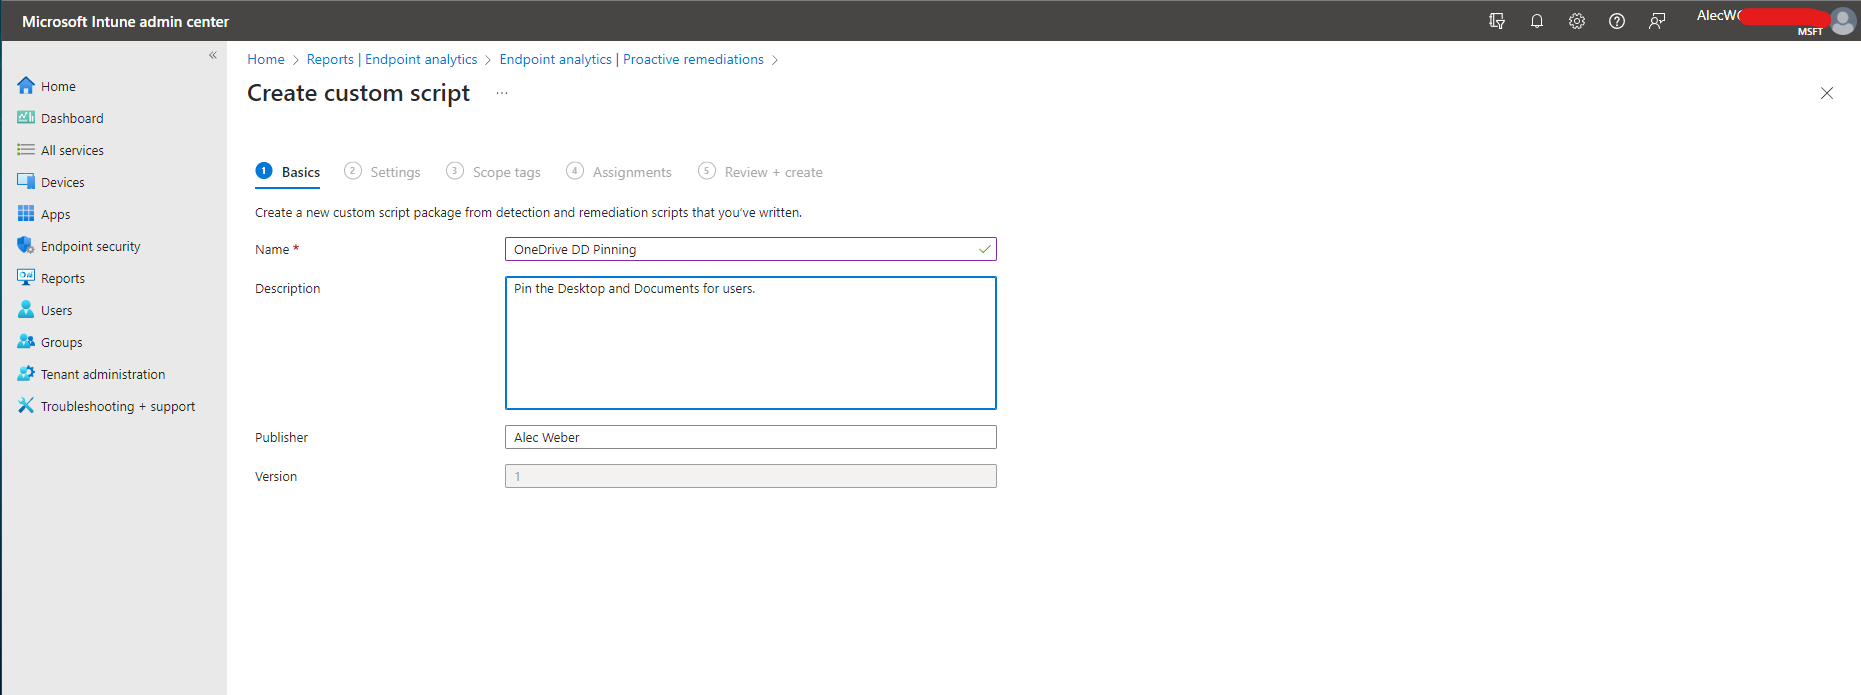 Microsoft Intune admin center
AlecW
MSFT
«
Home
Dashboard
All services
Devices
Apps
Endpoint security
Reports
Users
Groups
Tenant administration
Troubleshooting + support
Home > Reports | Endpoint analytics > Endpoint analytics | Proactive remediations >
Create custom script ...
1 Basics 2 Settings 3 Scope tags 4 Assignments 5 Review + create
Create a new custom script package from detection and remediation scripts that you've written.
Name * OneDrive DD Pinning
Description Pin the Desktop and Documents for users.
Publisher Alec Weber
Version 1